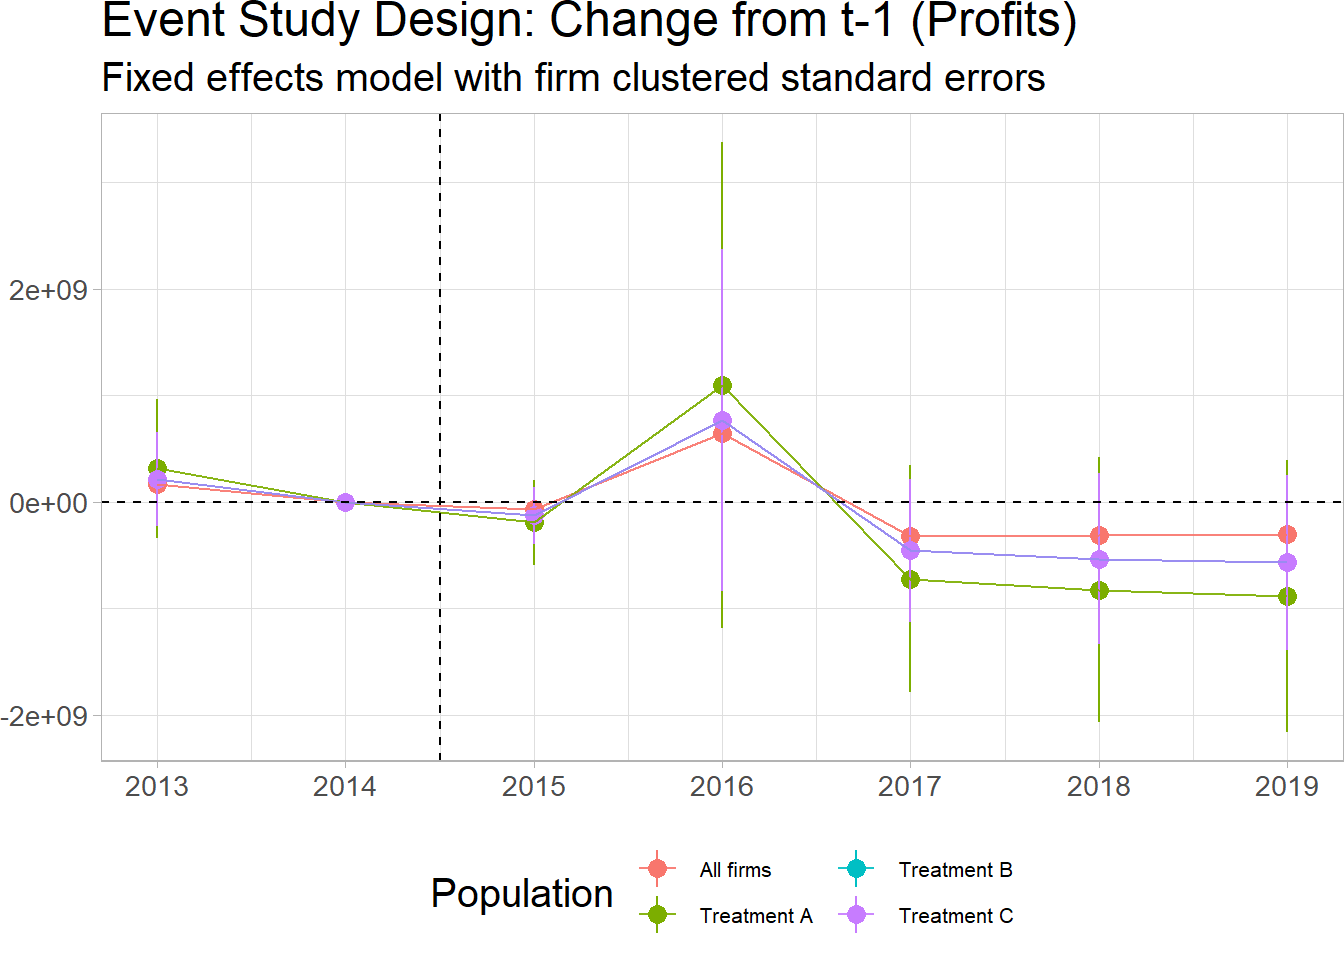 Event Study Design: Change from t-1 (Profits)
Fixed effects model with firm clustered standard errors
2e+09
0e+00
-2e+09
2013 2014 2015 2016 2017 2018 2019
Population
All firms
Treatment A
Treatment B
Treatment C